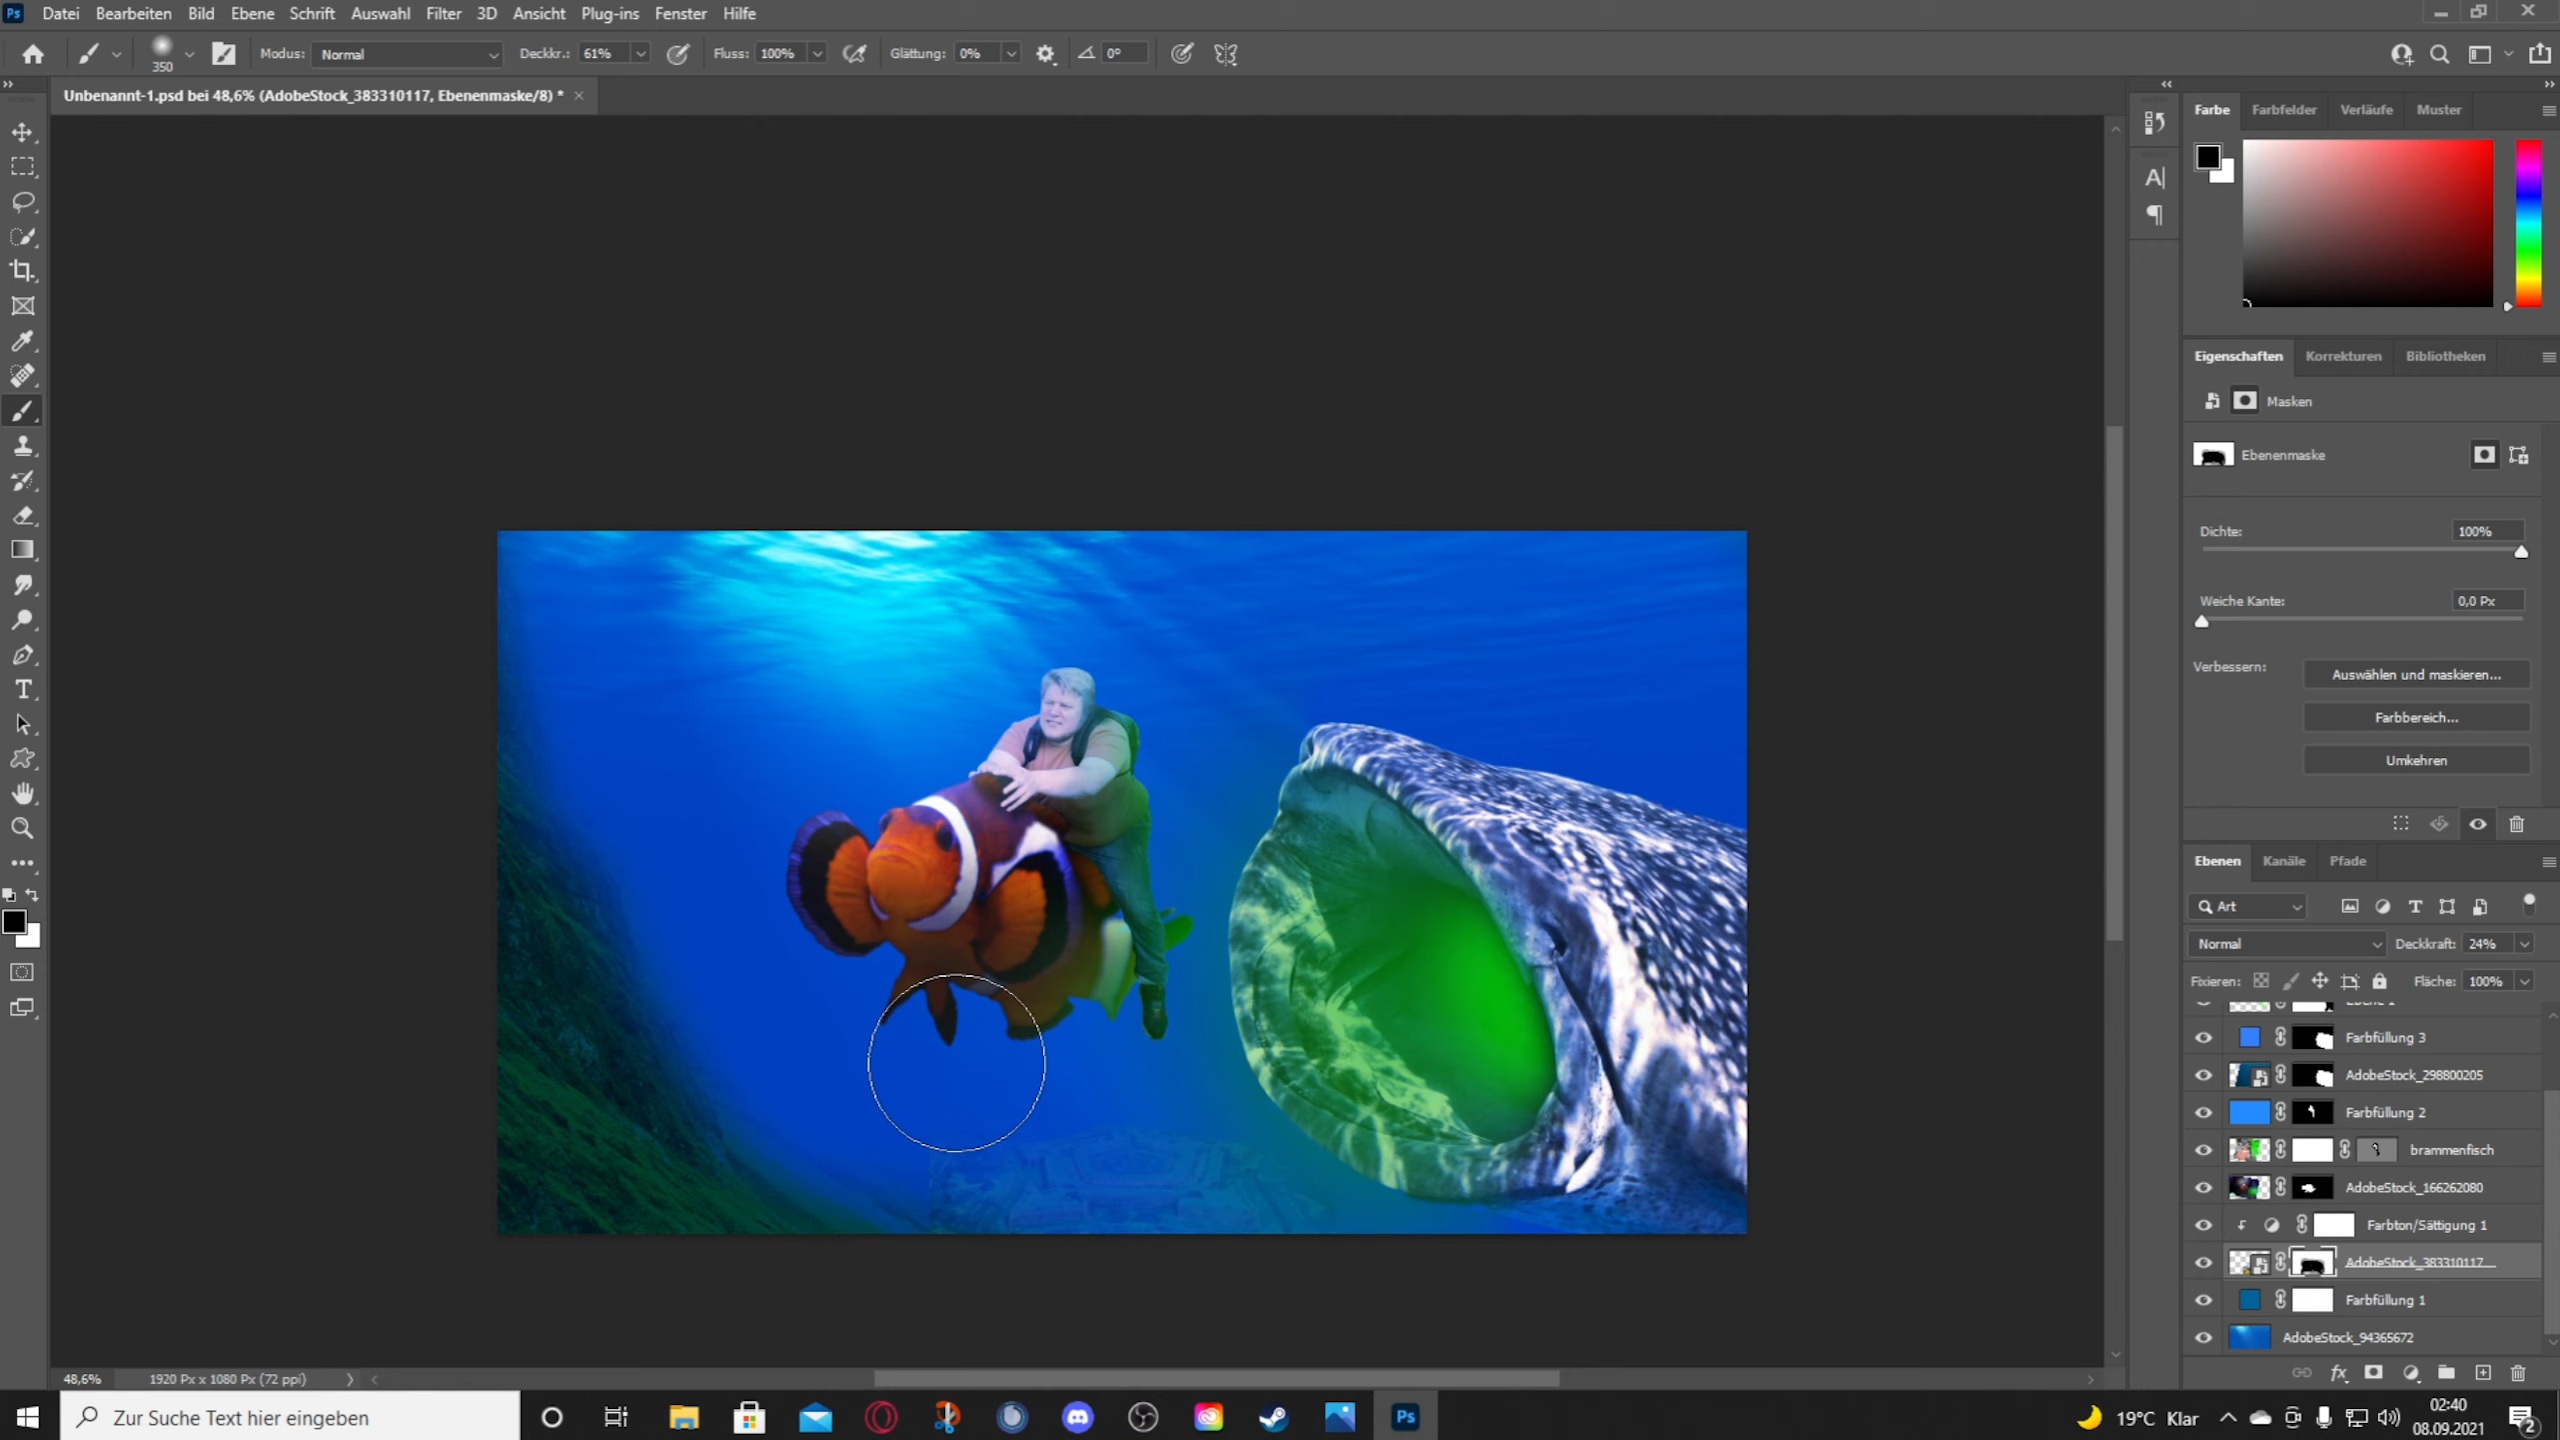 Ps Datei Bearbeiten Bild Ebene Schrift Auswahl Filter 3D Ansicht Plug-ins Fenster Hilfe
350 Modus: Normal Deckkr.: 61% Fluss: 100% Glättung: 0% 0°
Unbenannt-1.psd bei 48,6% (AdobeStock_383310117, Ebenenmaske/8) *
Farbe Farbfelder Verläufe Muster
Eigenschaften Korrekturen Bibliotheken
Masken
Ebenenmaske
Dichte: 100%
Weiche Kante: 0,0 Px
Verbessern: Auswählen und maskieren...
Farbbereich...
Umkehren
Ebenen Kanäle Pfade
Art
Normal Deckkraft: 24%
Fixieren: Fläche: 100%
Farbfüllung 3
AdobeStock_298800205
Farbfüllung 2
brammenfisch
AdobeStock_166262080
Farbton/Sättigung 1
AdobeStock_383310117
Farbfüllung 1
AdobeStock_94365672
fx
48,6% 1920 Px x 1080 Px (72 ppi)
Zur Suche Text hier eingeben
Ps
19°C Klar
02:40
08.09.2021
2